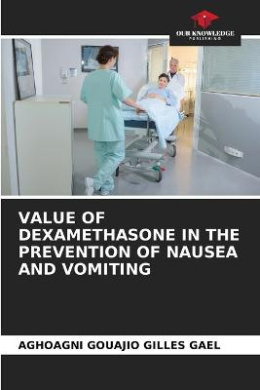 OUR KNOWLEDGE
PUBLISHING
VALUE OF
DEXAMETHASONE IN THE
PREVENTION OF NAUSEA
AND VOMITING
AGHOAGNI GOUAJIO GILLES GAEL